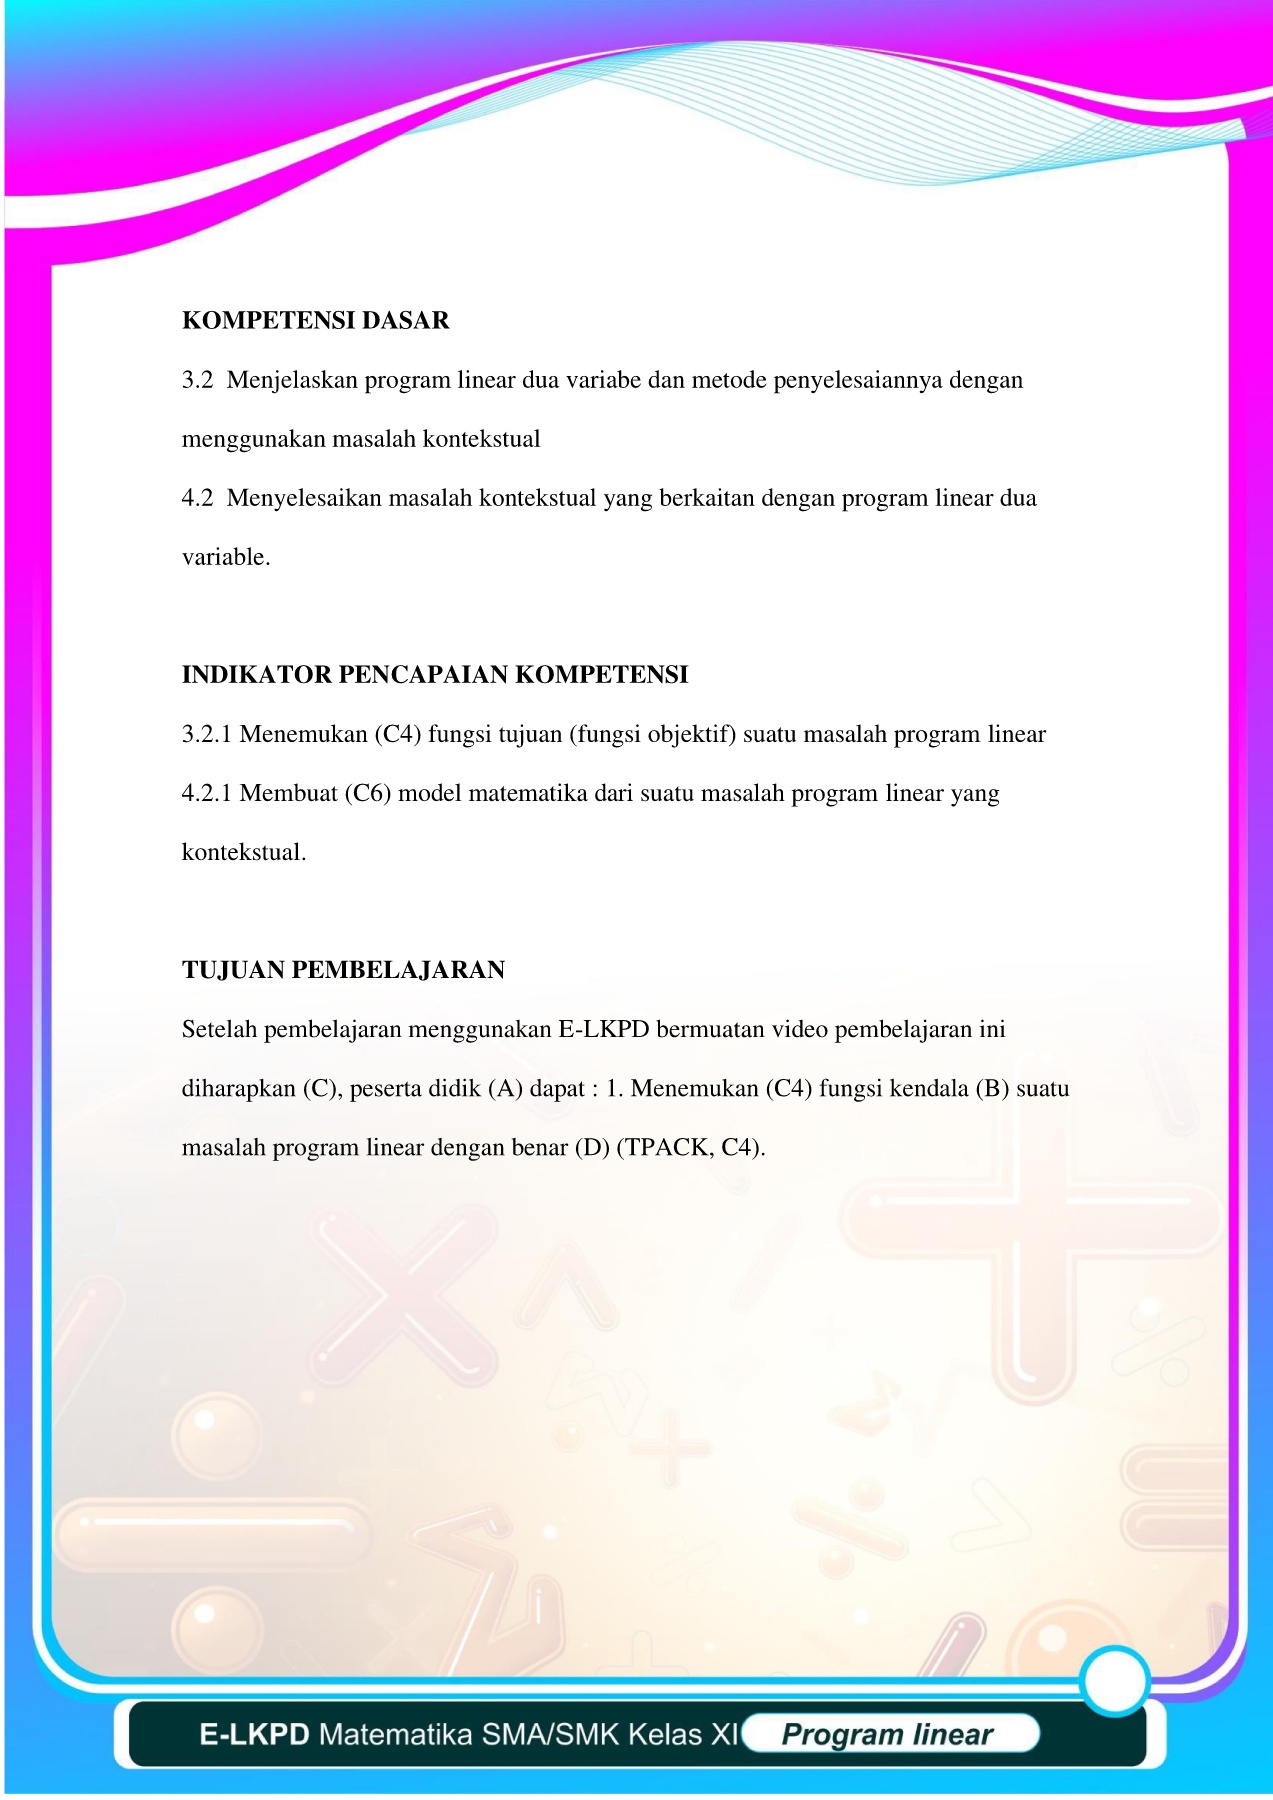 KOMPETENSI DASAR
3.2 Menjelaskan program linear dua variabe dan metode penyelesaiannya dengan
menggunakan masalah kontekstual
4.2 Menyelesaikan masalah kontekstual yang berkaitan dengan program linear dua
variable.
INDIKATOR PENCAPAIAN KOMPETENSI
3.2.1 Menemukan (C4) fungsi tujuan (fungsi objektif) suatu masalah program linear
4.2.1 Membuat (C6) model matematika dari suatu masalah program linear yang
kontekstual.
TUJUAN PEMBELAJARAN
Setelah pembelajaran menggunakan E-LKPD bermuatan video pembelajaran ini
diharapkan (C), peserta didik (A) dapat : 1. Menemukan (C4) fungsi kendala (B) suatu
masalah program linear dengan benar (D) (TPACK, C4).
E-LKPD Matematika SMA/SMK Kelas XI Program linear